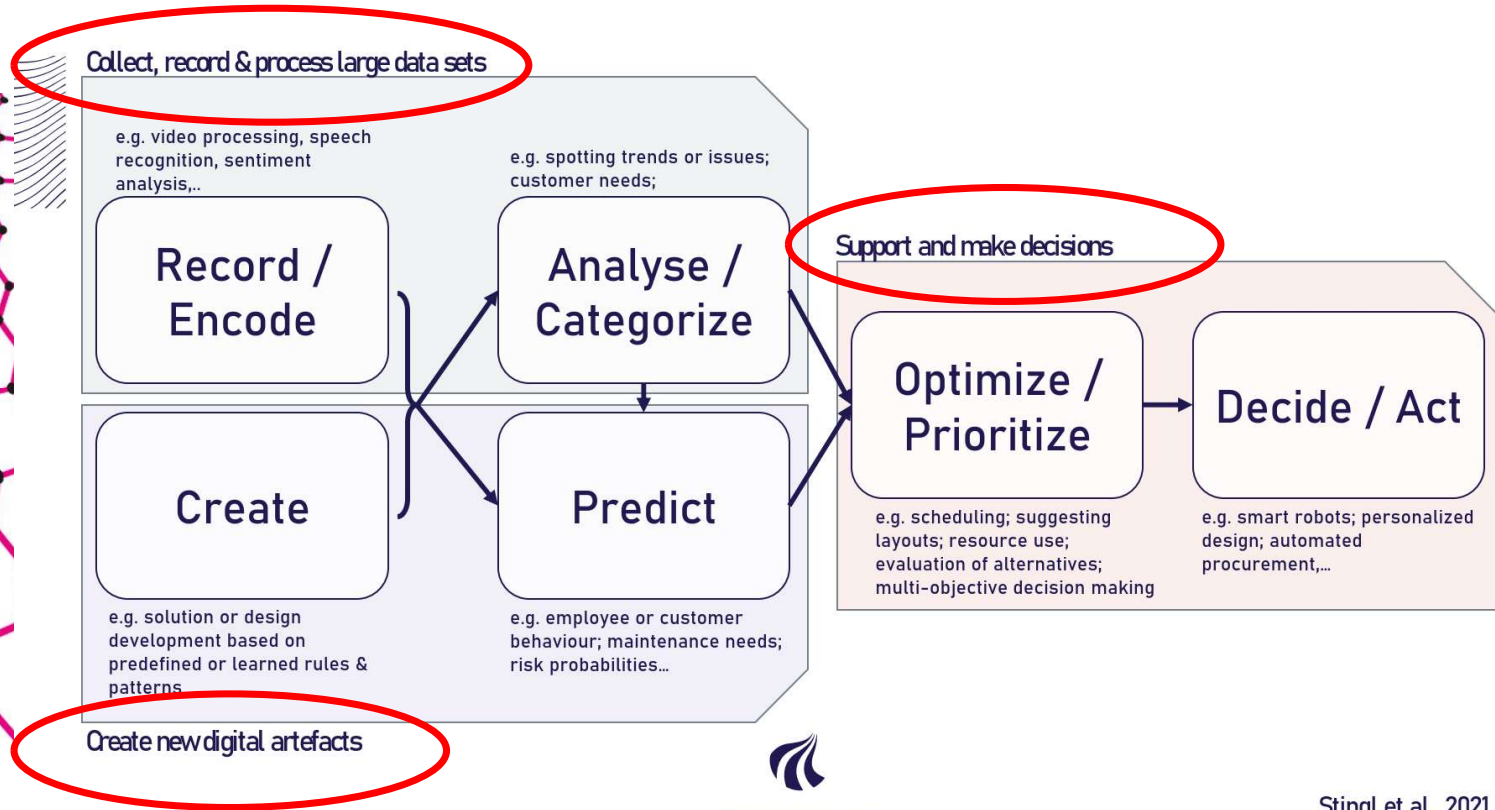 Collect, record & process large data sets
e.g. video processing, speech
recognition, sentiment
analysis,..
Record /
Encode
e.g. spotting trends or issues;
customer needs;
Analyse /
Categorize
Create
e.g. solution or design
development based on
predefined or learned rules &
patterns
Predict
e.g. employee or customer
behaviour; maintenance needs;
risk probabilities...
Create new digital artefacts
Support and make decisions
Optimize /
Prioritize
e.g. scheduling; suggesting
layouts; resource use;
evaluation of alternatives;
multi-objective decision making
Decide / Act
e.g. smart robots; personalized
design; automated
procurement,...
Stingl et al., 2021